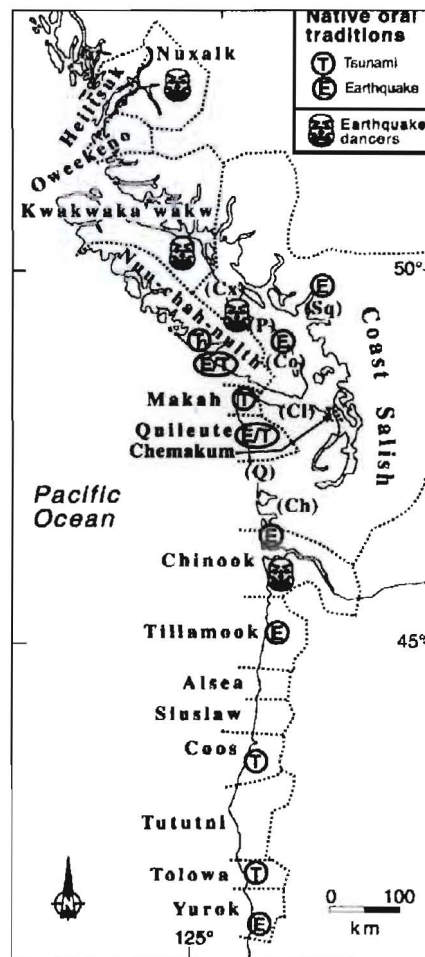 Native oral
traditions
T Tsunami
E Earthquake
Earthquake
dancers
Nuxalk
Heiltsuk
Oweekeno
Kwakwaka'wakw
50°
Nuu-chah-nulth
(Cx)
E
(Sq)
(P)
E
(Co)
h
E/T
Coast Salish
Makah
T
(Cl)
Quileute
E/T
Chemakum
(Q)
Pacific
Ocean
(Ch)
E
Chinook
Tillamook
E
45°
Alsea
Siuslaw
Coos
T
Tututni
Tolowa
T
Yurok
E
N
0 100
km
125°